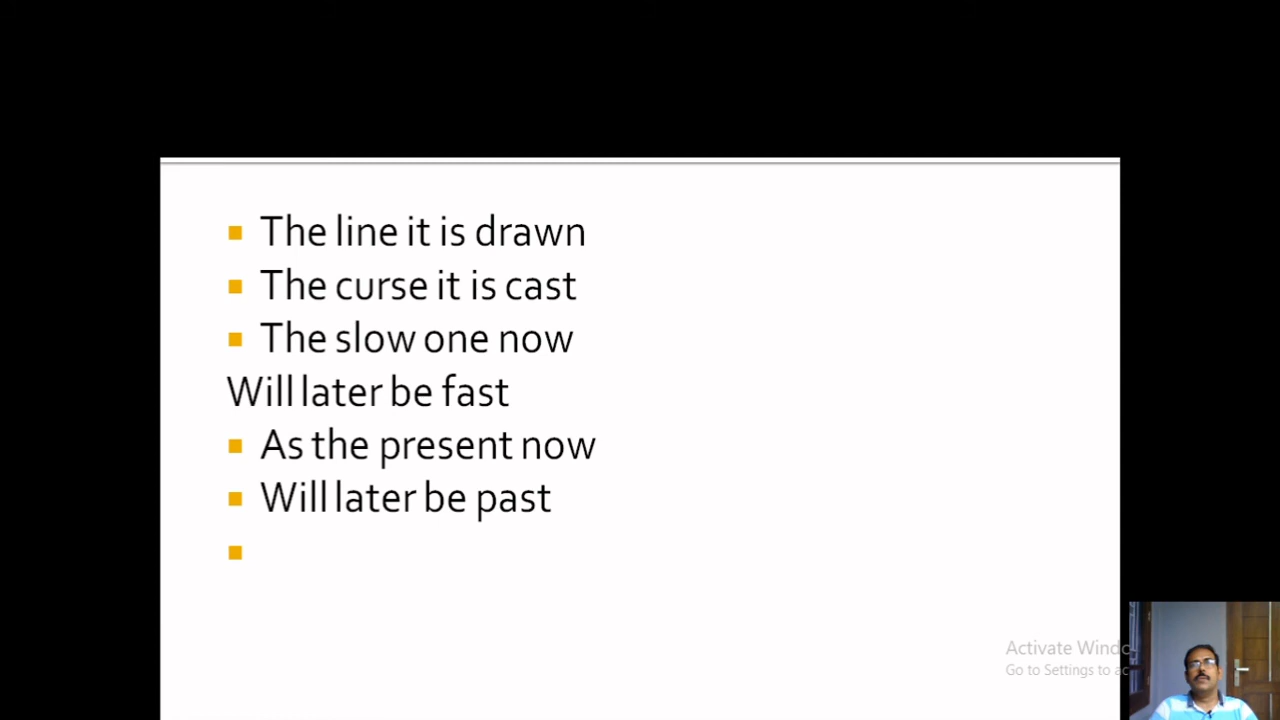 The line it is drawn
The curse it is cast
The slow one now
Will later be fast
As the present now
Will later be past
Activate Windo
Go to Settings to ac